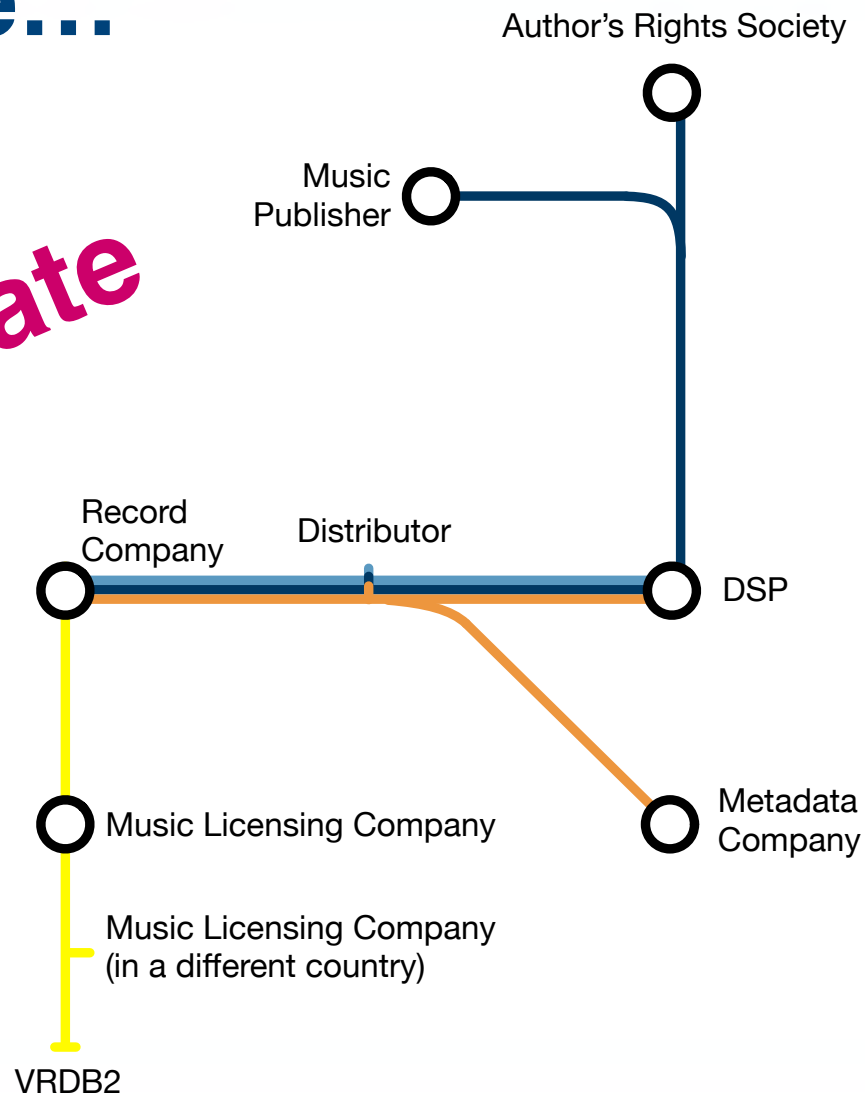 e...
Author’s Rights Society
Music
Publisher
ate
Record
Company
Distributor
DSP
Music Licensing Company
Metadata
Company
Music Licensing Company
(in a different country)
VRDB2